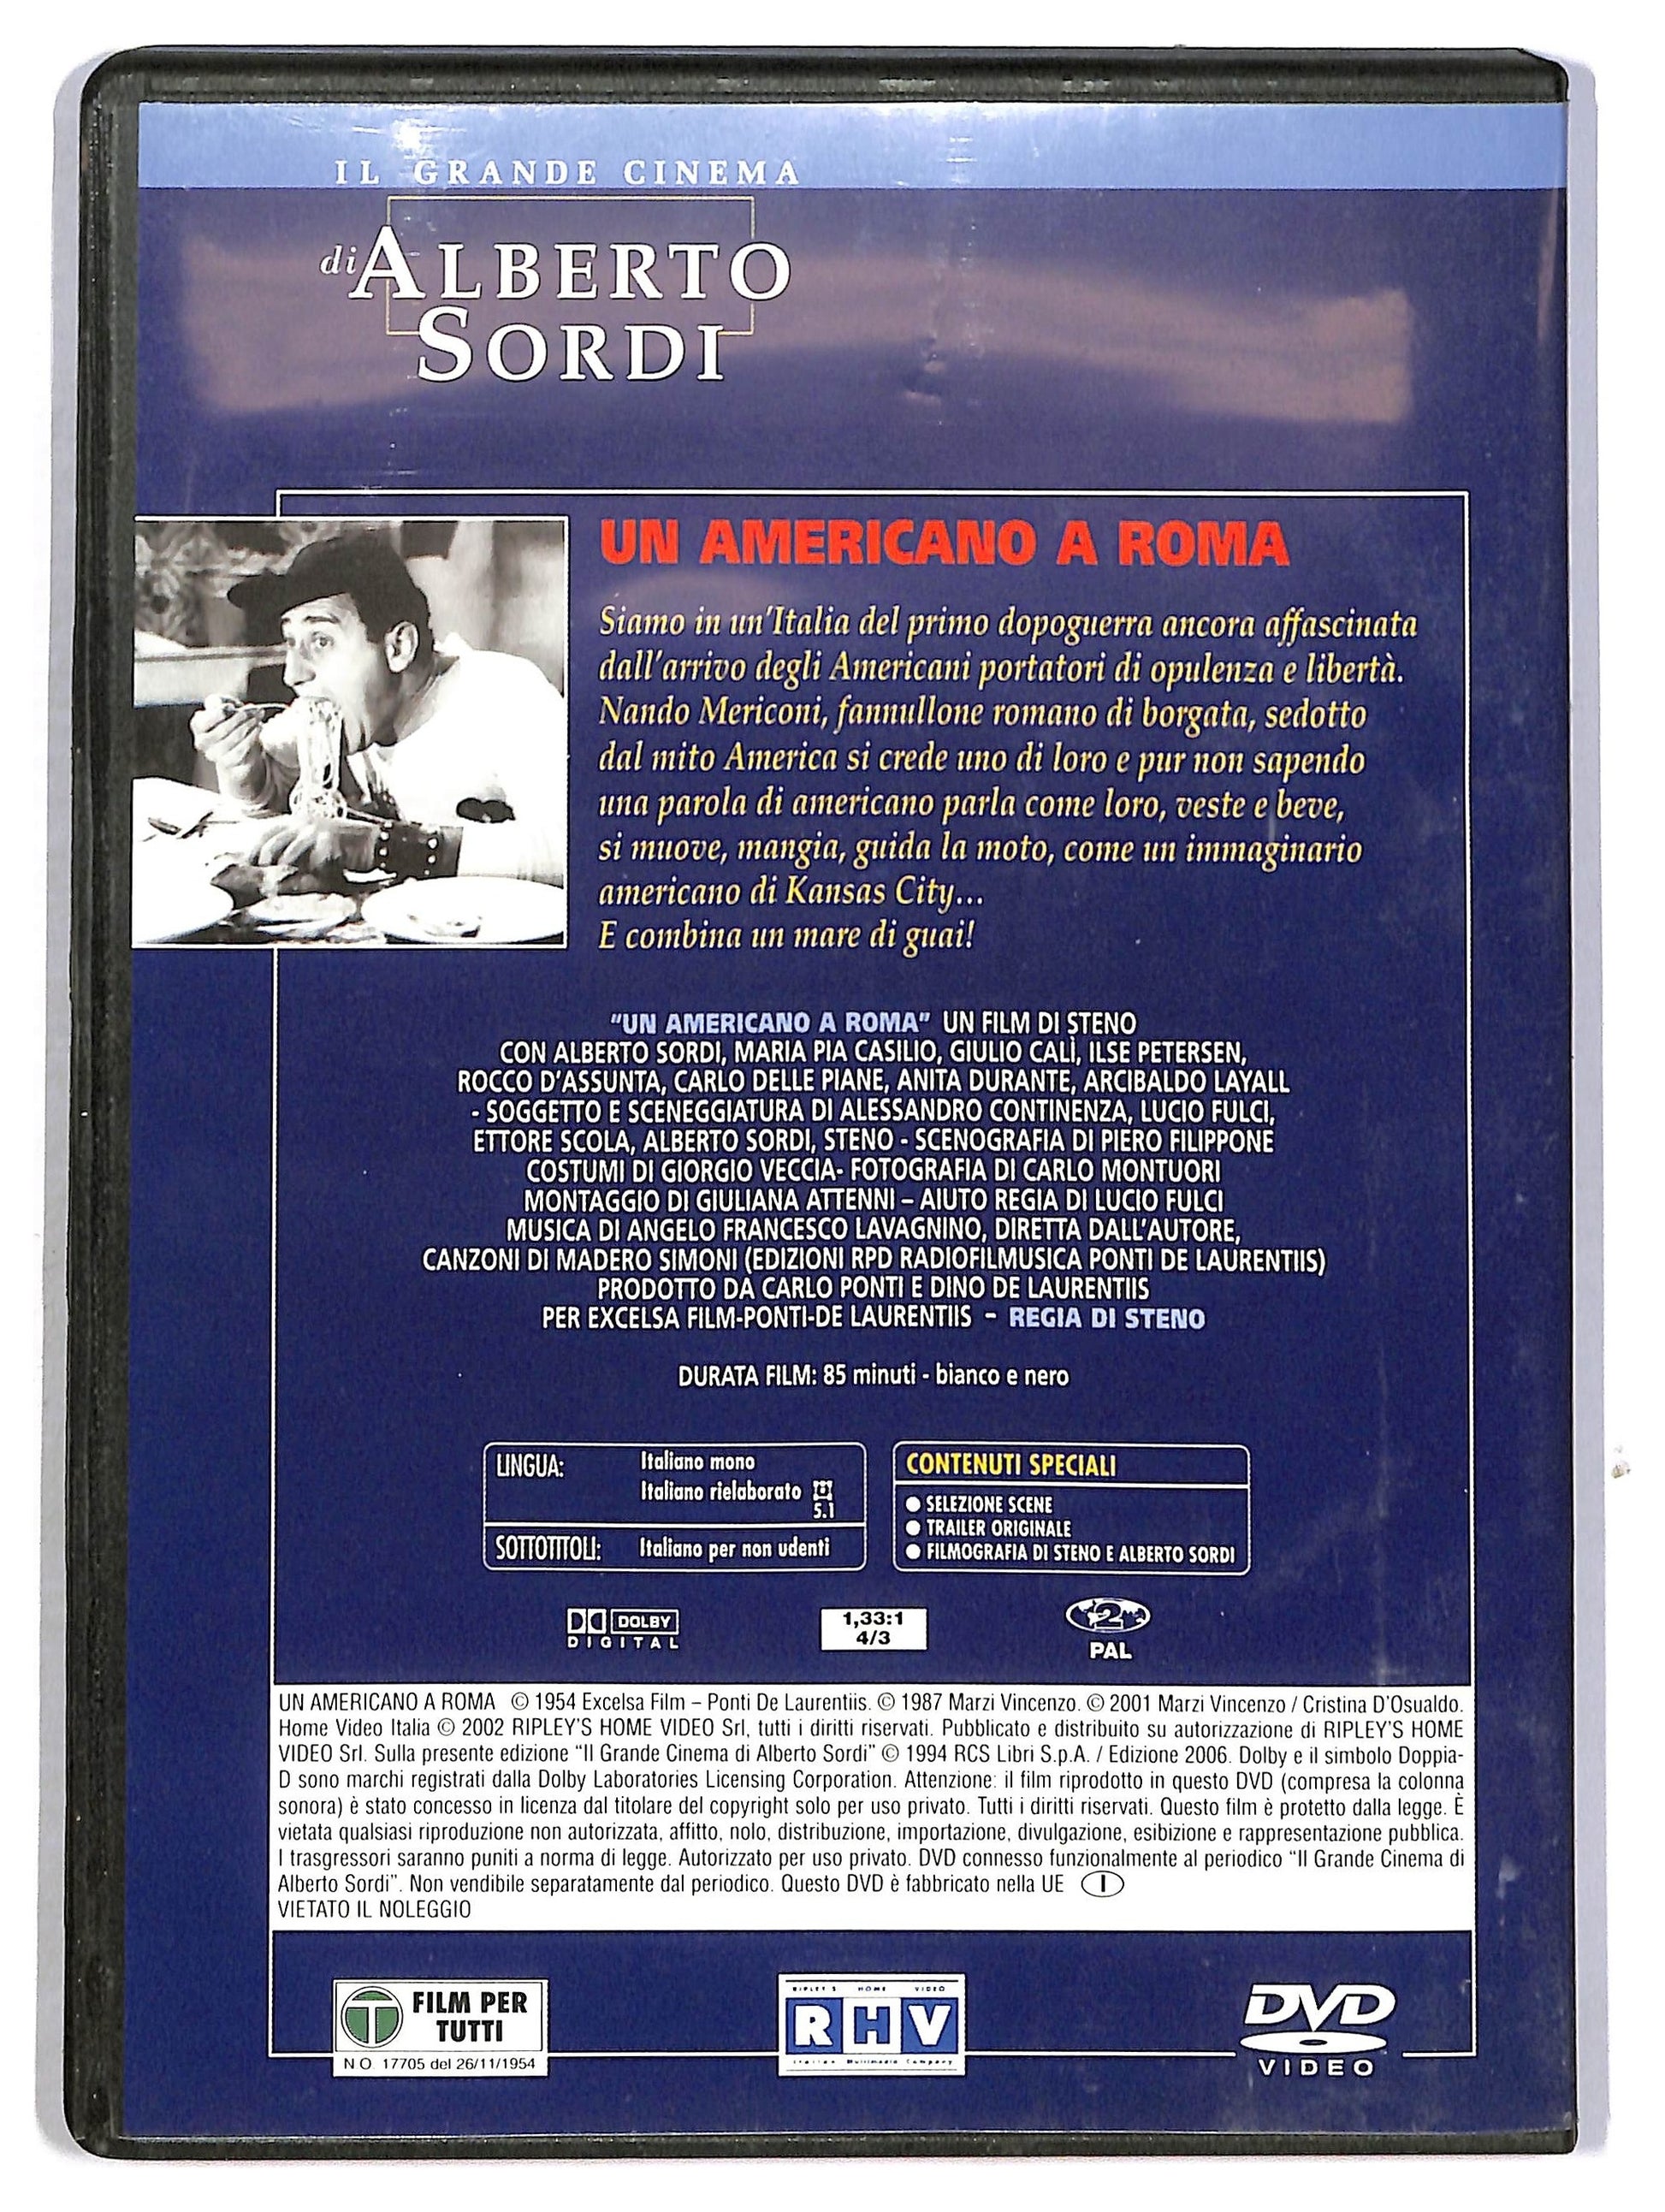 IL GRANDE CINEMA
di ALBERTO
SORDI
UN AMERICANO A ROMA
Siamo in un'Italia del primo dopoguerra ancora affascinata
dall'arrivo degli Americani portatori di opulenza e libertà.
Nando Mericoni, fannullone romano di borgata, sedotto
dal mito America si crede uno di loro e pur non sapendo
una parola di americano parla come loro, veste e beve,
si muove, mangia, guida la moto, come un immaginario
americano di Kansas City...
E combina un mare di guai!
"UN AMERICANO A ROMA" UN FILM DI STENO
CON ALBERTO SORDI, MARIA PIA CASILIO, GIULIO CALÌ, ILSE PETERSEN,
ROCCO D'ASSUNTA, CARLO DELLE PIANE, ANITA DURANTE, ARCIBALDO LAYALL
- SOGGETTO E SCENEGGIATURA DI ALESSANDRO CONTINENZA, LUCIO FULCI,
ETTORE SCOLA, ALBERTO SORDI, STENO - SCENOGRAFIA DI PIERO FILIPPONE
COSTUMI DI GIORGIO VECCIA- FOTOGRAFIA DI CARLO MONTUORI
MONTAGGIO DI GIULIANA ATTENNI – AIUTO REGIA DI LUCIO FULCI
MUSICA DI ANGELO FRANCESCO LAVAGNINO, DIRETTA DALL'AUTORE,
CANZONI DI MADERO SIMONI (EDIZIONI RPD RADIOFILMUSICA PONTI DE LAURENTIIS)
PRODOTTO DA CARLO PONTI E DINO DE LAURENTIIS
PER EXCELSA FILM-PONTI-DE LAURENTIIS – REGIA DI STENO
DURATA FILM: 85 minuti - bianco e nero
LINGUA: Italiano mono
Italiano rielaborato 5.1
SOTTOTITOLI: Italiano per non udenti
CONTENUTI SPECIALI
● SELEZIONE SCENE
● TRAILER ORIGINALE
● FILMOGRAFIA DI STENO E ALBERTO SORDI
DOLBY
DIGITAL
1,33:1
4/3
2
PAL
UN AMERICANO A ROMA © 1954 Excelsa Film – Ponti De Laurentiis. © 1987 Marzi Vincenzo. © 2001 Marzi Vincenzo / Cristina D'Osualdo.
Home Video Italia © 2002 RIPLEY'S HOME VIDEO Srl, tutti i diritti riservati. Pubblicato e distribuito su autorizzazione di RIPLEY'S HOME
VIDEO Srl. Sulla presente edizione "Il Grande Cinema di Alberto Sordi" © 1994 RCS Libri S.p.A. / Edizione 2006. Dolby e il simbolo Doppia-
D sono marchi registrati dalla Dolby Laboratories Licensing Corporation. Attenzione: il film riprodotto in questo DVD (compresa la colonna
sonora) è stato concesso in licenza dal titolare del copyright solo per uso privato. Tutti i diritti riservati. Questo film è protetto dalla legge. È
vietata qualsiasi riproduzione non autorizzata, affitto, nolo, distribuzione, importazione, divulgazione, esibizione e rappresentazione pubblica.
I trasgressori saranno puniti a norma di legge. Autorizzato per uso privato. DVD connesso funzionalmente al periodico "Il Grande Cinema di
Alberto Sordi". Non vendibile separatamente dal periodico. Questo DVD è fabbricato nella UE I
VIETATO IL NOLEGGIO
T FILM PER
TUTTI
N O 17705 del 26/11/1954
RIPLEY'S HOME VIDEO
RHV
Italian Multimedia Company
DVD
VIDEO